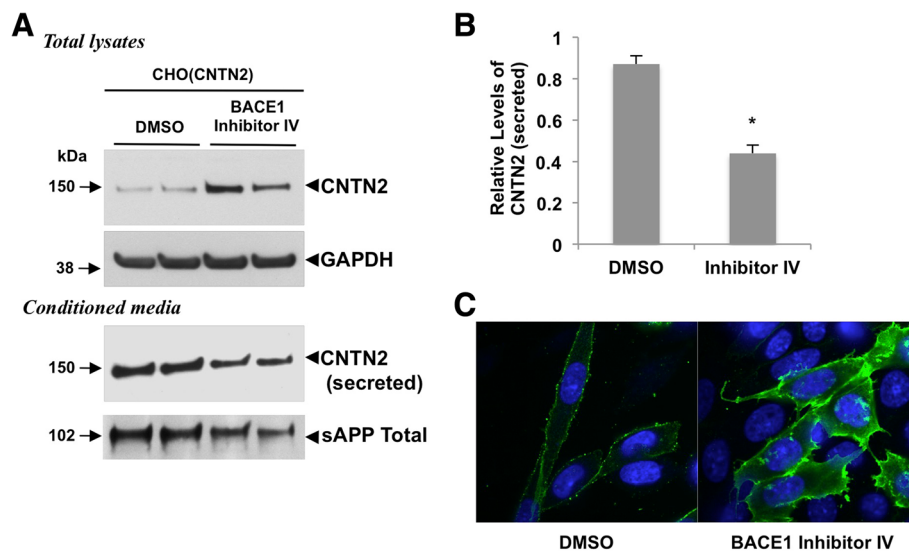 A
Total lysates
CHO(CNTN2)
DMSO
BACE1
Inhibitor IV
kDa
150
CNTN2
GAPDH
38
Conditioned media
150
CNTN2
(secreted)
102
sAPP Total
B
Relative Levels of
CNTN2 (secreted)
1
0.8
0.6
0.4
0.2
0
*
DMSO
Inhibitor IV
C
DMSO
BACE1 Inhibitor IV